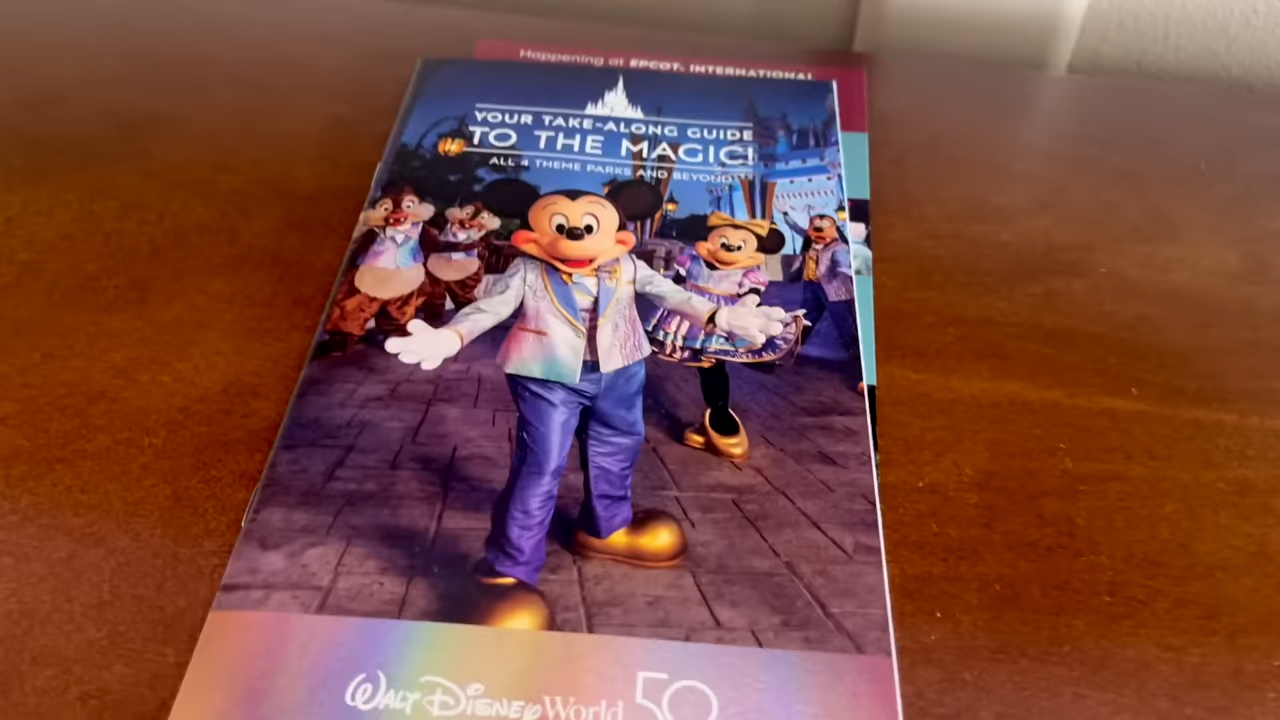 Happening at EPCOT® INTERNATIONAL
YOUR TAKE-ALONG GUIDE
TO THE MAGIC!
ALL 4 THEME PARKS AND BEYOND
WALT DISNEY World 50